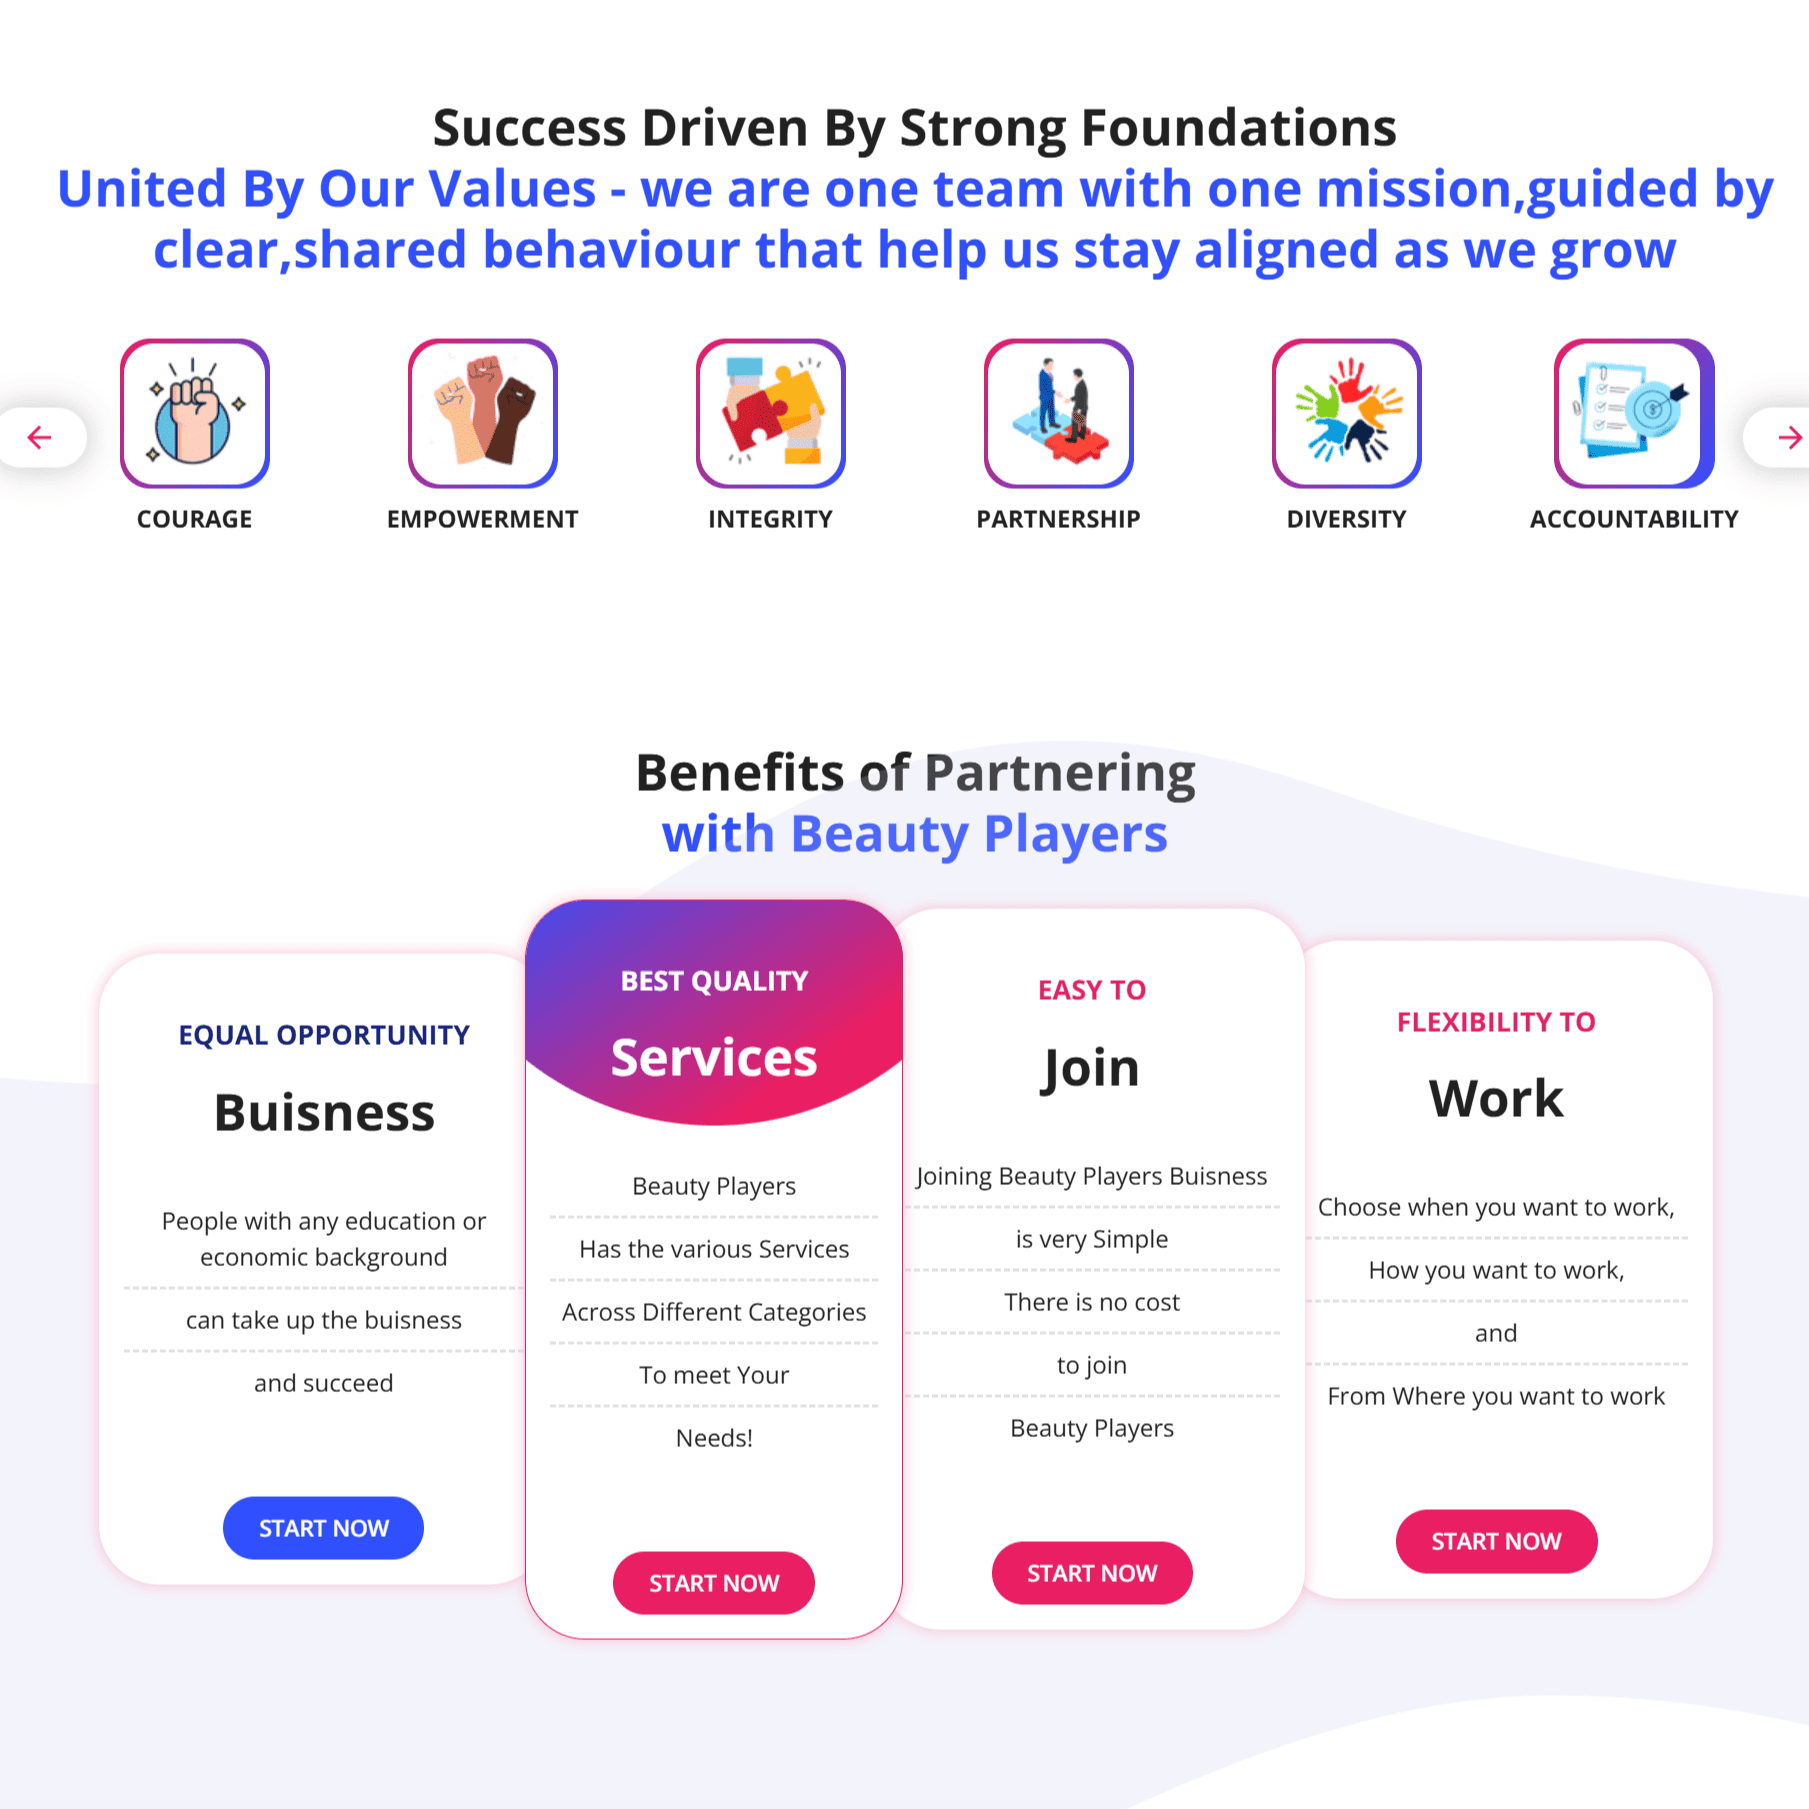 Success Driven By Strong Foundations
United By Our Values - we are one team with one mission,guided by
clear,shared behaviour that help us stay aligned as we grow
COURAGE
EMPOWERMENT
INTEGRITY
PARTNERSHIP
DIVERSITY
ACCOUNTABILITY
Benefits of Partnering
with Beauty Players
EQUAL OPPORTUNITY
Buisness
People with any education or
economic background
can take up the buisness
and succeed
START NOW
BEST QUALITY
Services
Beauty Players
Has the various Services
Across Different Categories
To meet Your
Needs!
START NOW
EASY TO
Join
Joining Beauty Players Buisness
is very Simple
There is no cost
to join
Beauty Players
START NOW
FLEXIBILITY TO
Work
Choose when you want to work,
How you want to work,
and
From Where you want to work
START NOW